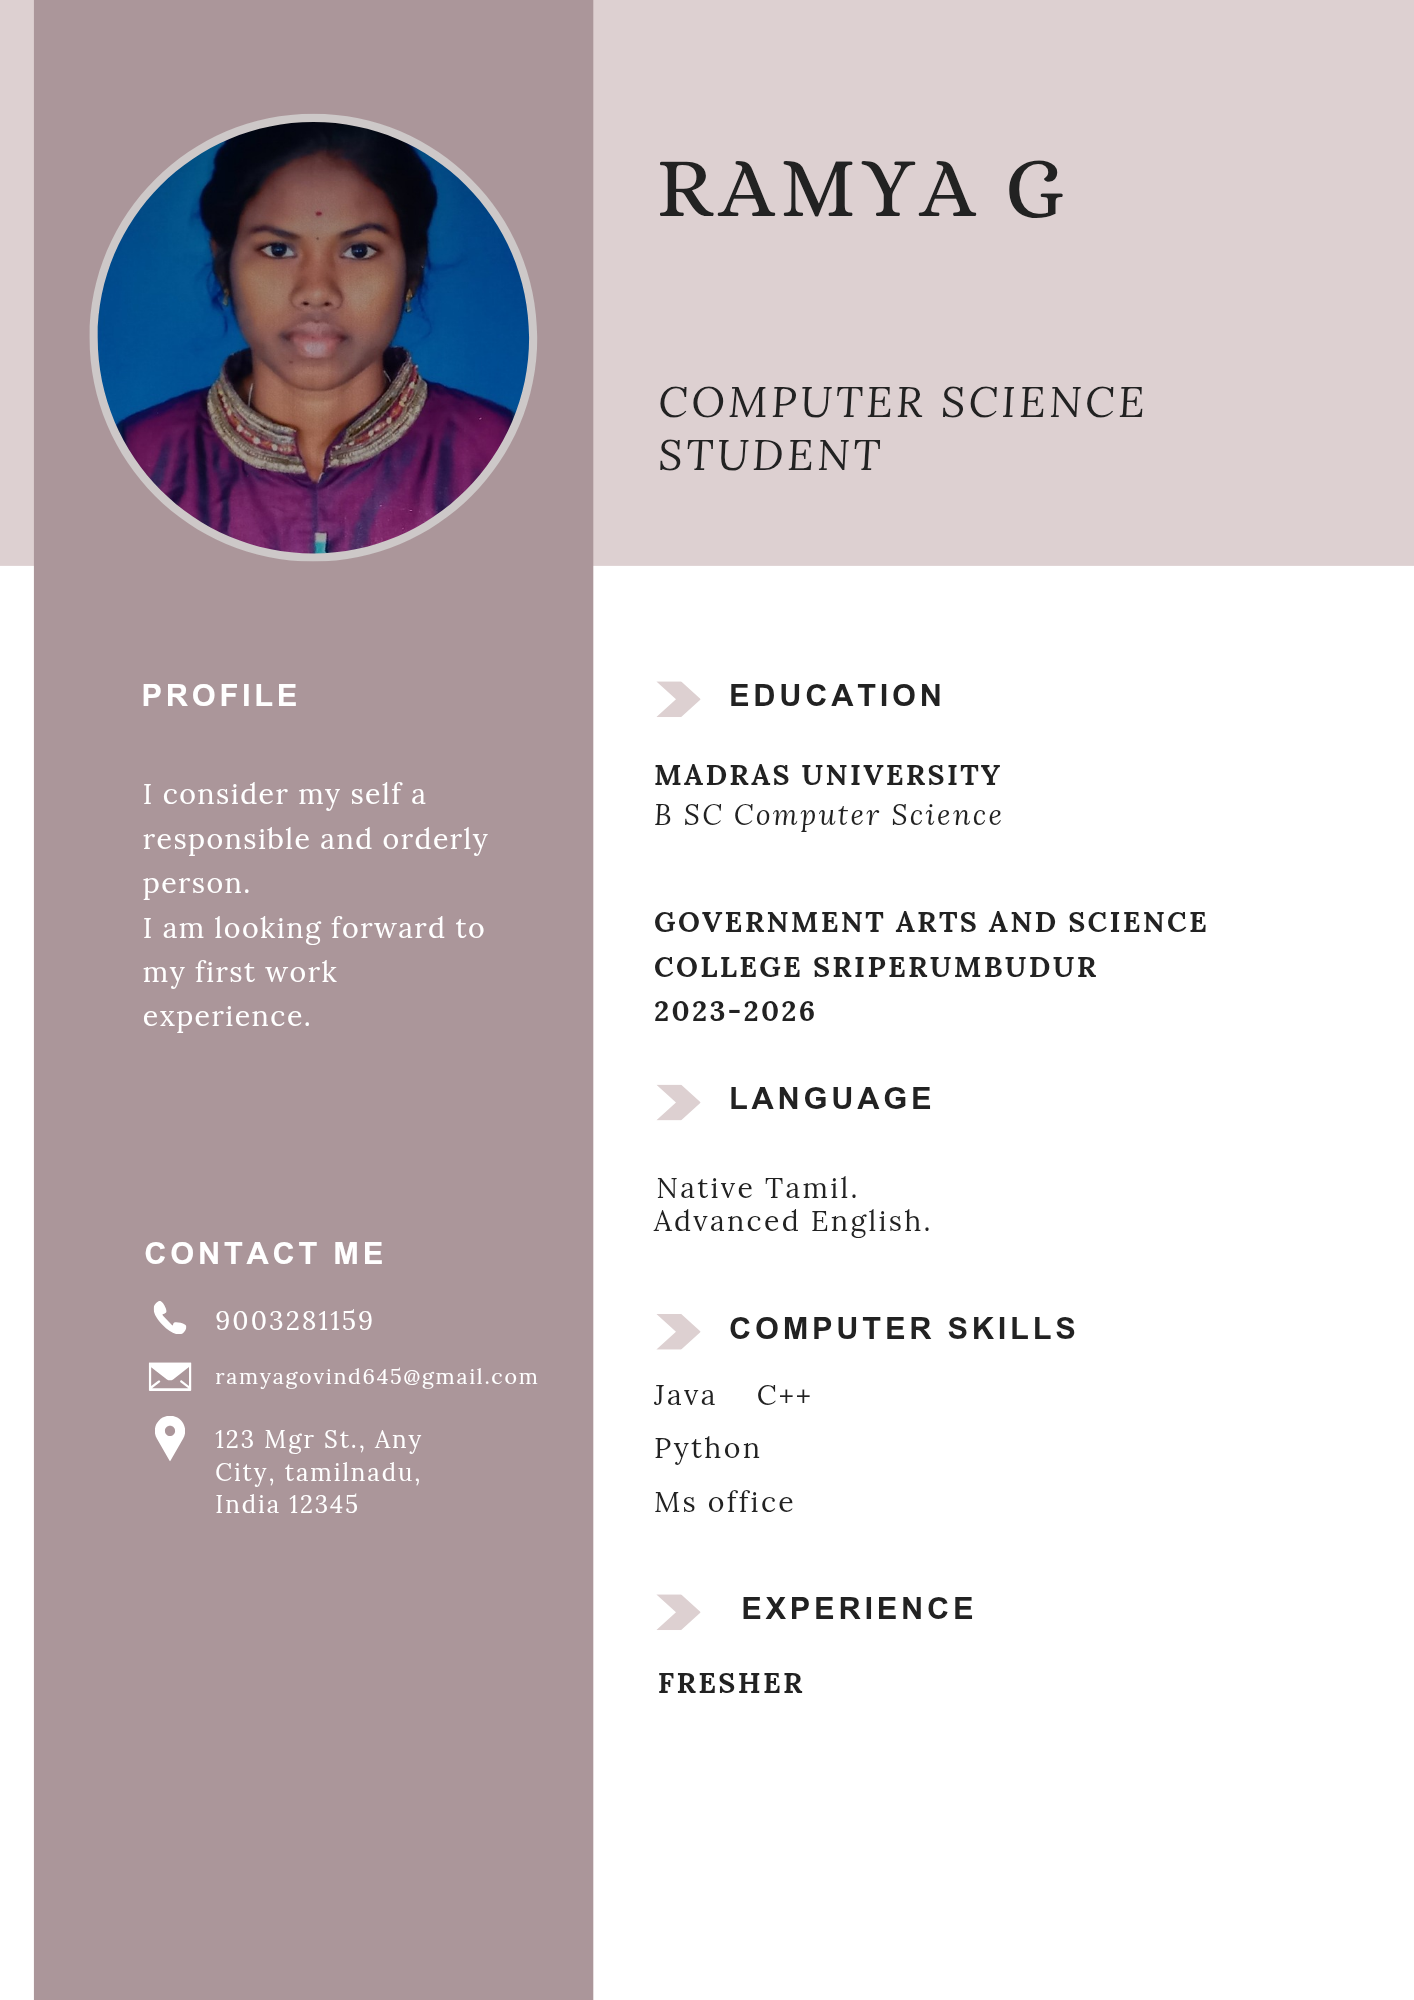 RAMYA G
COMPUTER SCIENCE
STUDENT
PROFILE
I consider my self a
responsible and orderly
person.
I am looking forward to
my first work
experience.
CONTACT ME
9003281159
ramyagovind645@gmail.com
123 Mgr St., Any
City, tamilnadu,
India 12345
EDUCATION
MADRAS UNIVERSITY
B SC Computer Science
GOVERNMENT ARTS AND SCIENCE
COLLEGE SRIPERUMBUDUR
2023-2026
LANGUAGE
Native Tamil.
Advanced English.
COMPUTER SKILLS
Java C++
Python
Ms office
EXPERIENCE
FRESHER